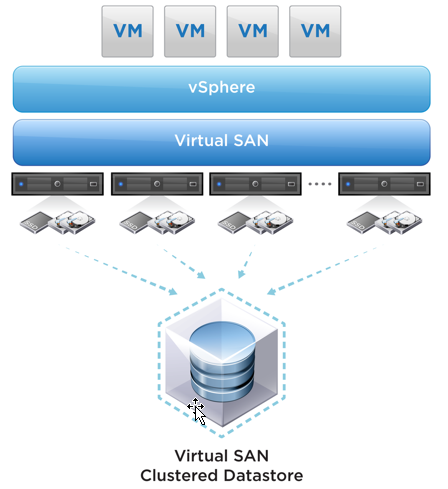 VM VM VM VM
vSphere
Virtual SAN
Virtual SAN
Clustered Datastore